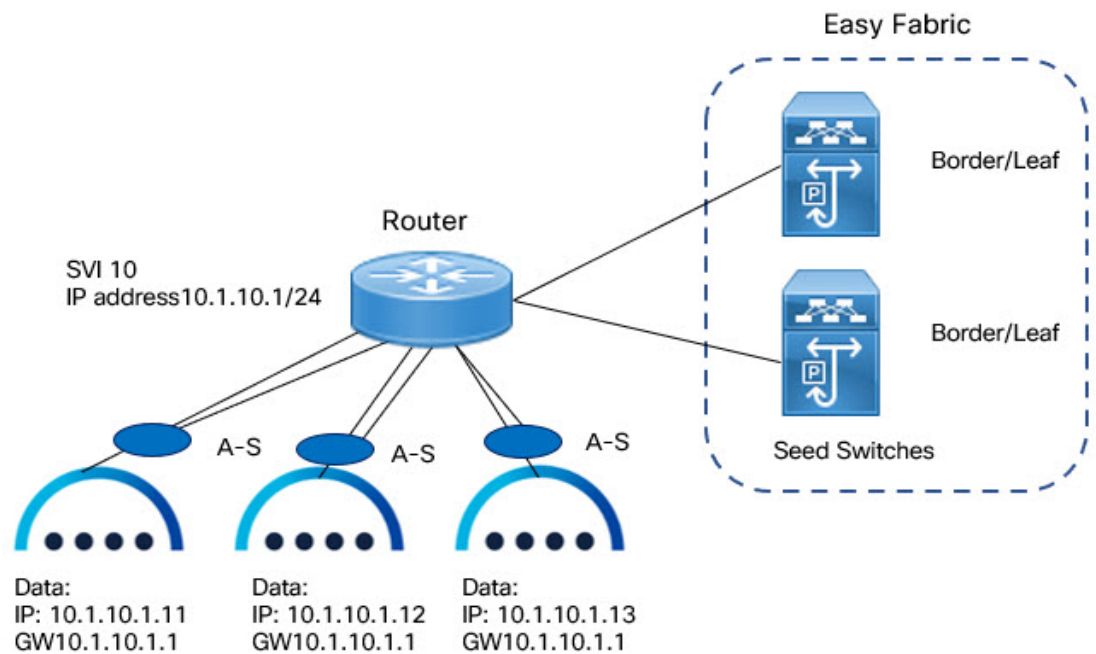 Easy Fabric
Border/Leaf
Router
SVI 10
IP address10.1.10.1/24
P
Border/Leaf
P
A-S
A-S
A-S
Seed Switches
Data:
IP: 10.1.10.1.11
GW10.1.10.1.1
Data:
IP: 10.1.10.1.12
GW10.1.10.1.1
Data:
IP: 10.1.10.1.13
GW10.1.10.1.1